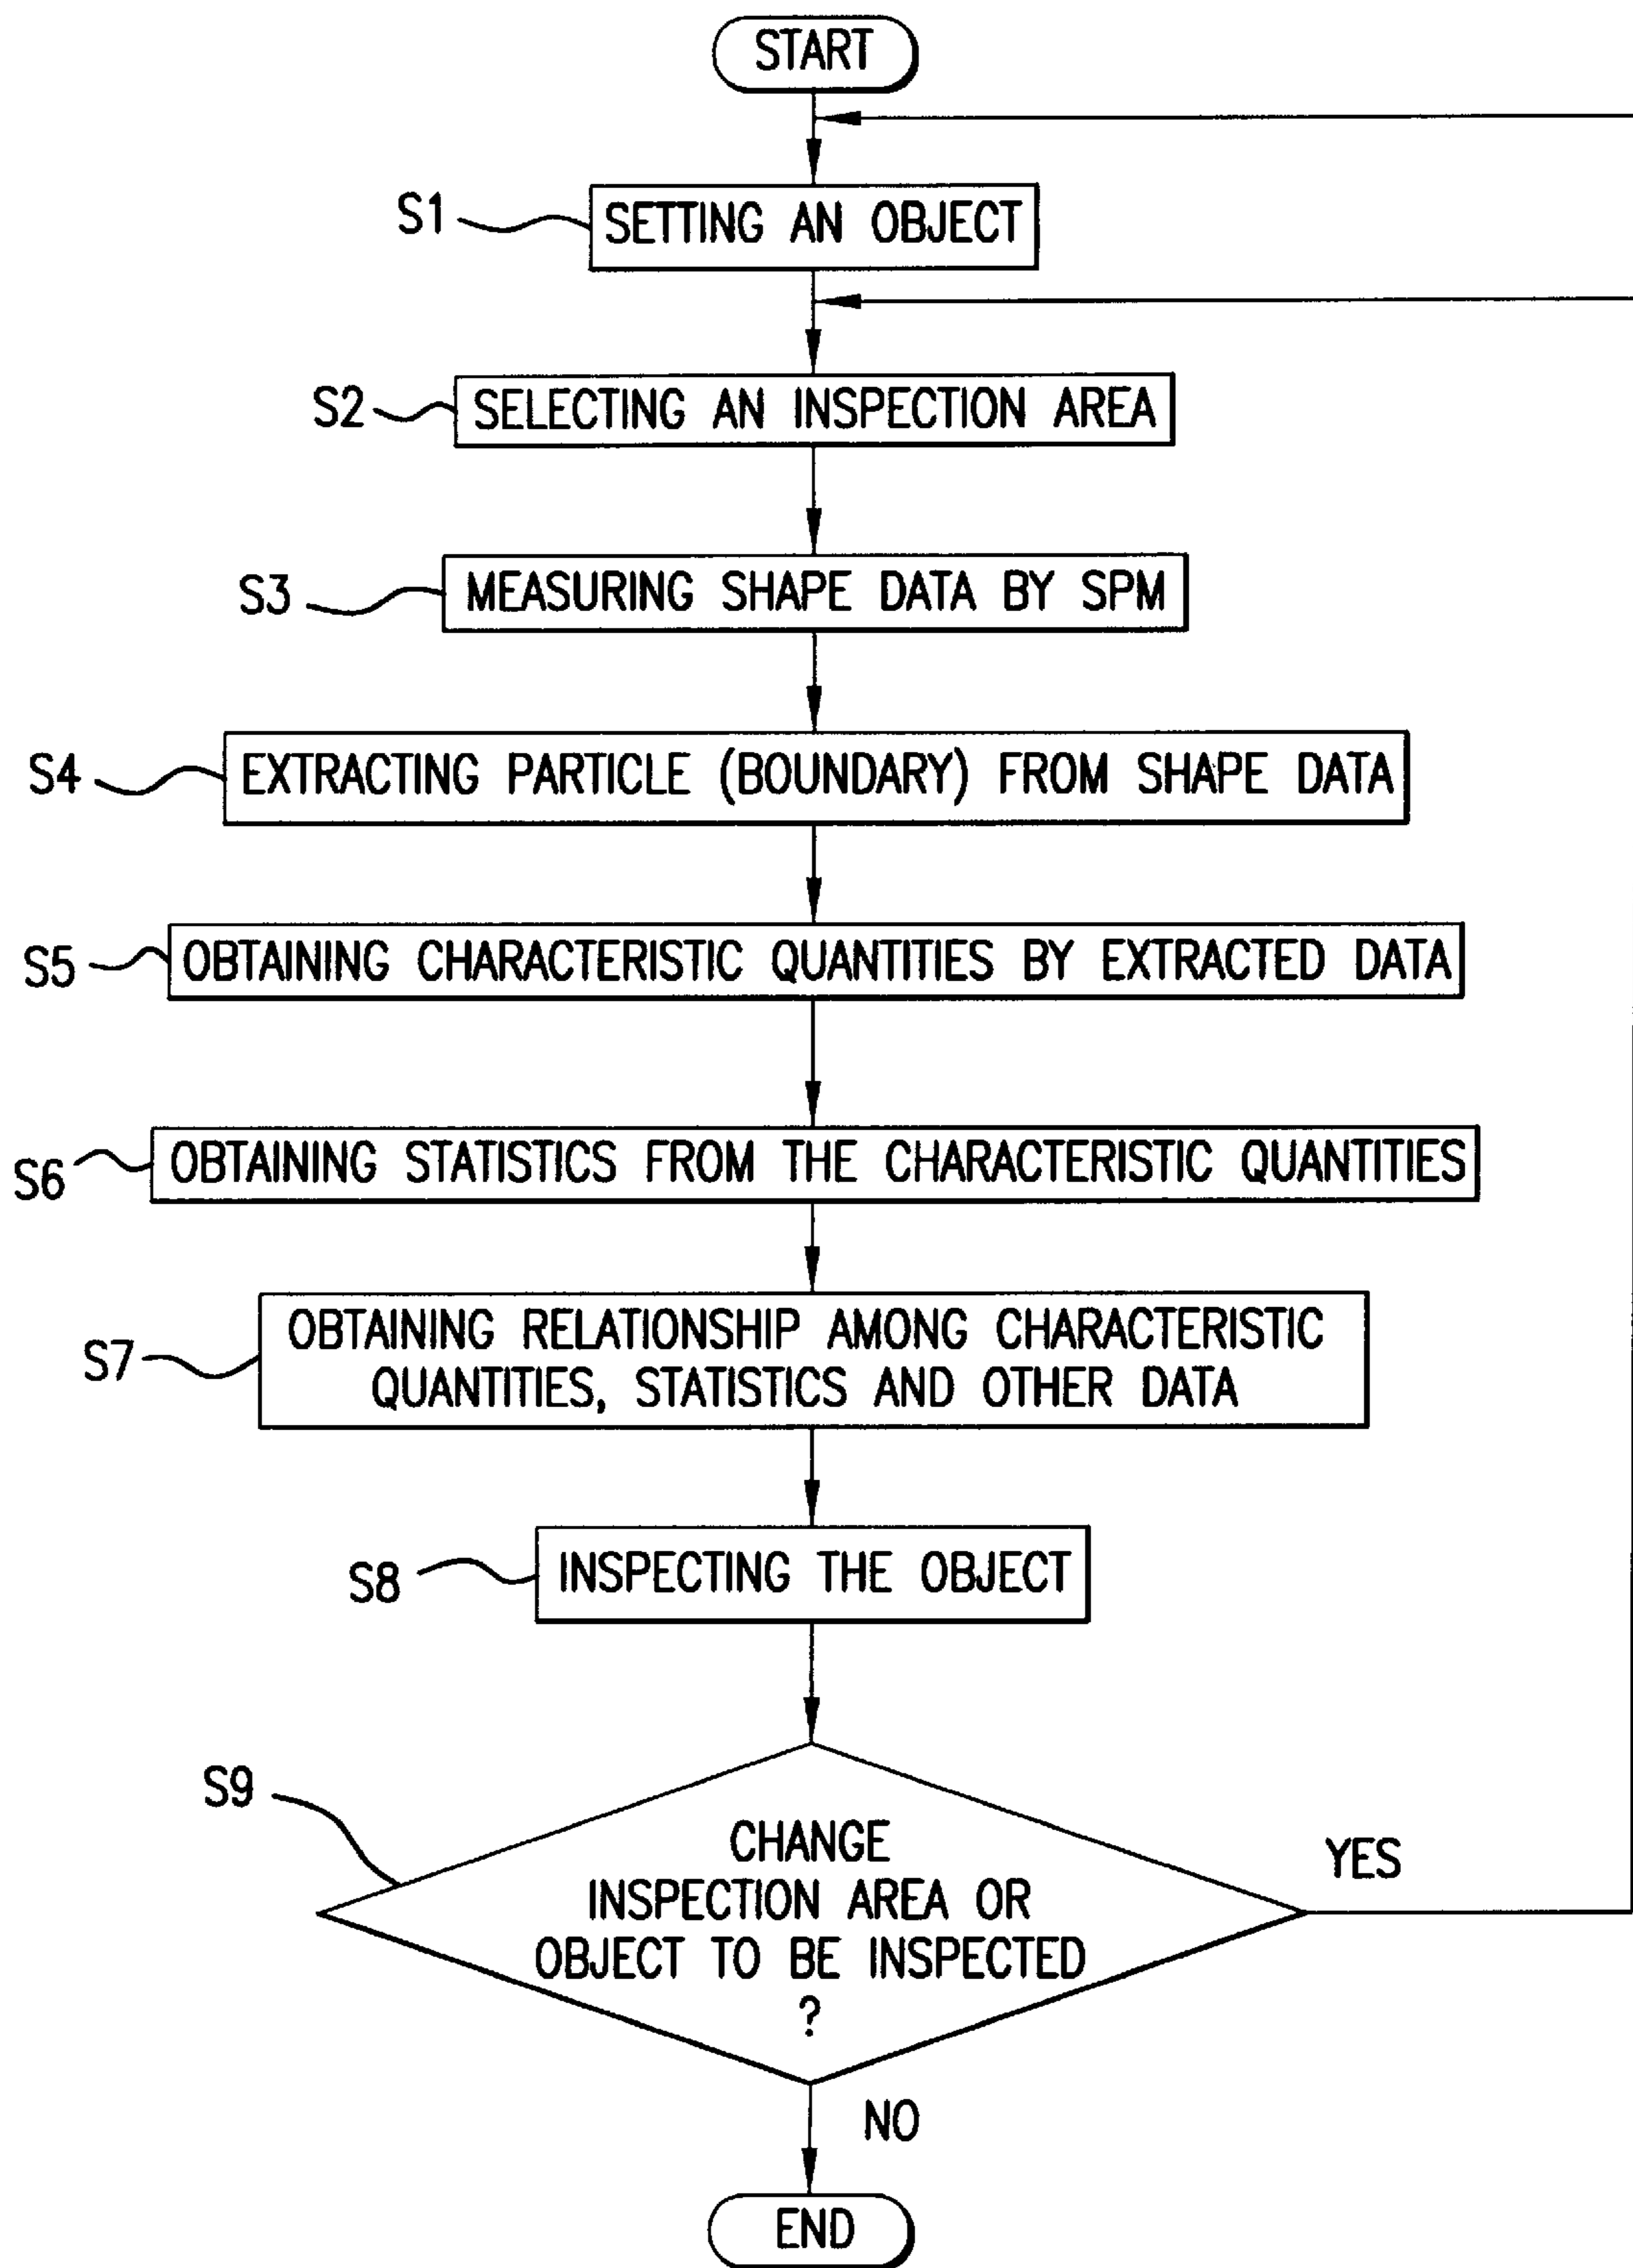 START
S1
SETTING AN OBJECT
S2
SELECTING AN INSPECTION AREA
S3
MEASURING SHAPE DATA BY SPM
S4
EXTRACTING PARTICLE (BOUNDARY) FROM SHAPE DATA
S5
OBTAINING CHARACTERISTIC QUANTITIES BY EXTRACTED DATA
S6
OBTAINING STATISTICS FROM THE CHARACTERISTIC QUANTITIES
S7
OBTAINING RELATIONSHIP AMONG CHARACTERISTIC
QUANTITIES, STATISTICS AND OTHER DATA
S8
INSPECTING THE OBJECT
S9
CHANGE
INSPECTION AREA OR
OBJECT TO BE INSPECTED
?
YES
NO
END